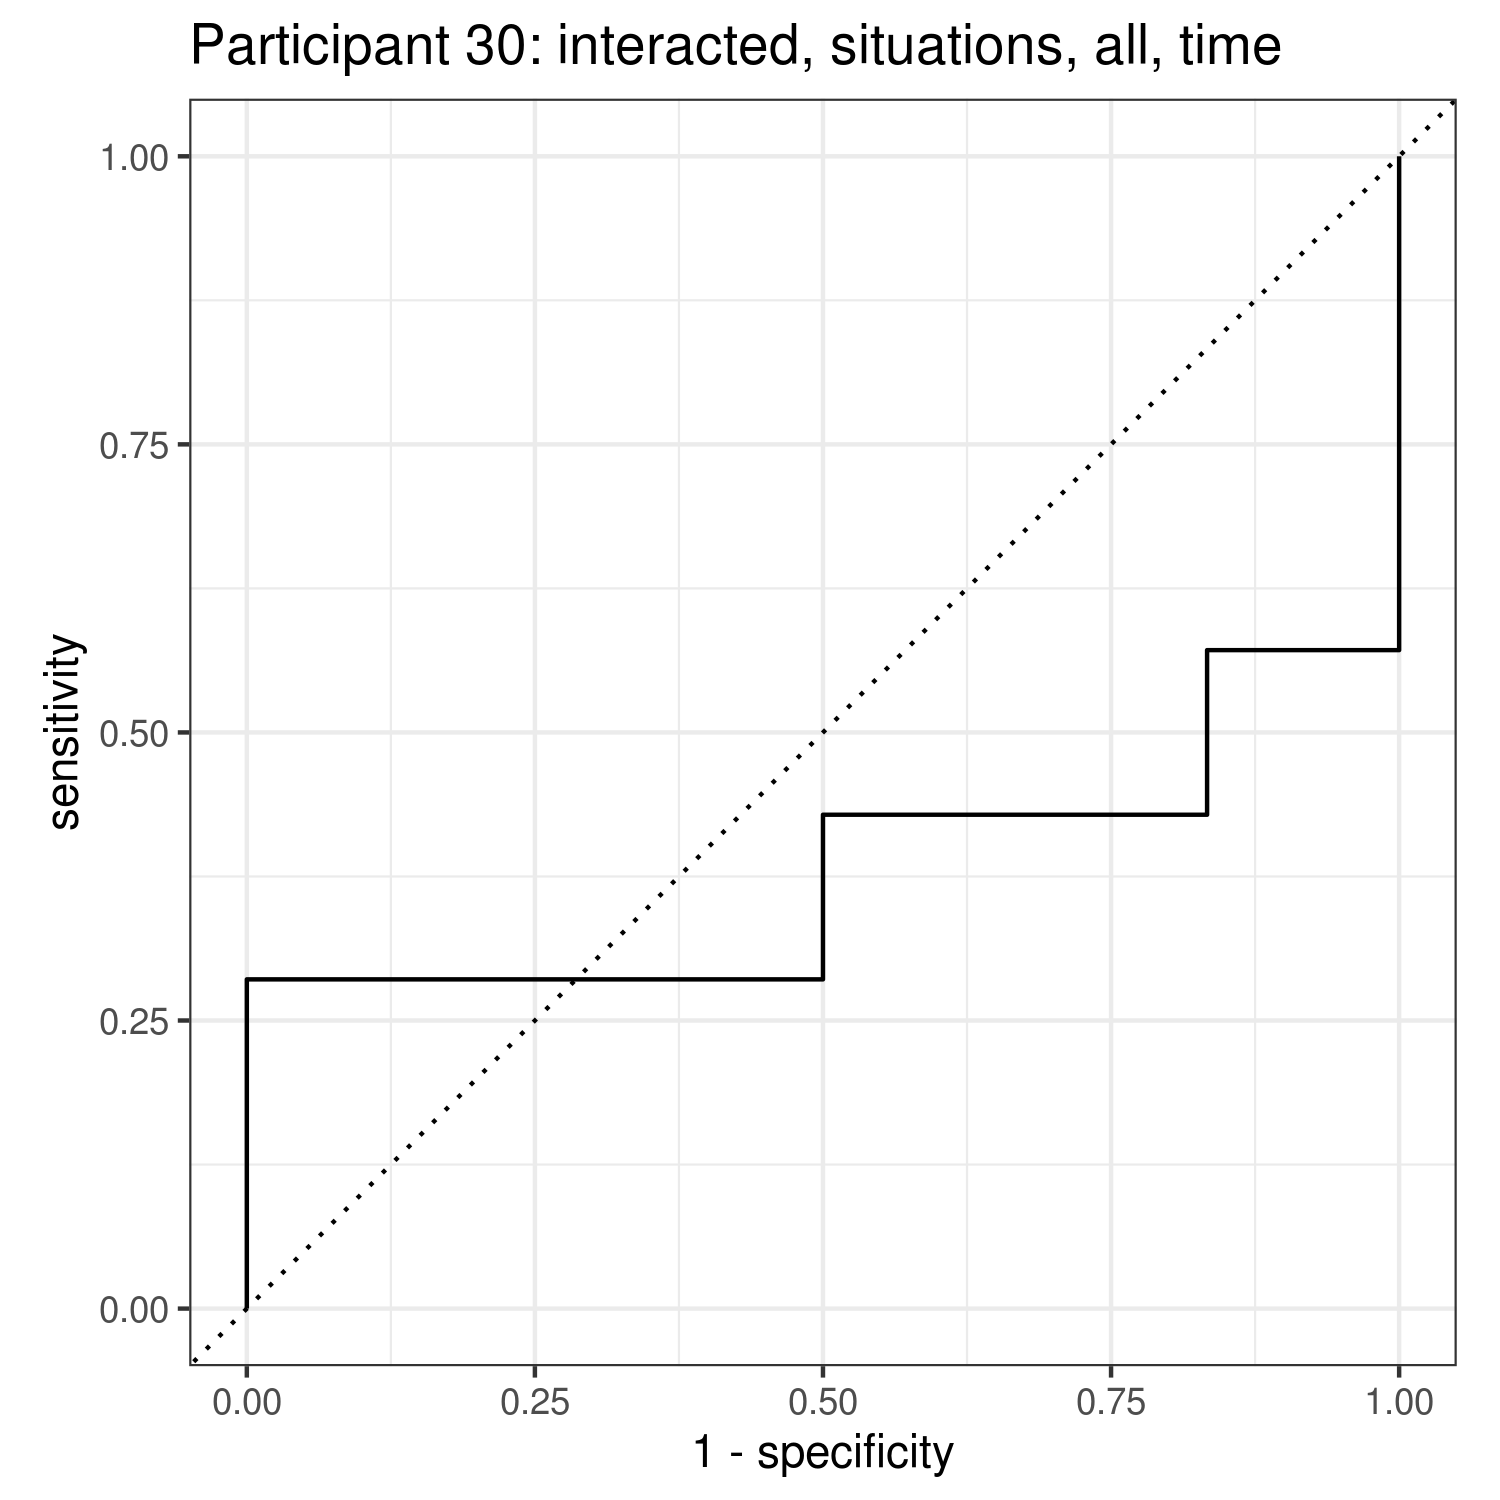 Participant 30: interacted, situations, all, time
1.00
0.75
0.50
0.25
0.00
sensitivity
0.00 0.25 0.50 0.75 1.00
1 - specificity